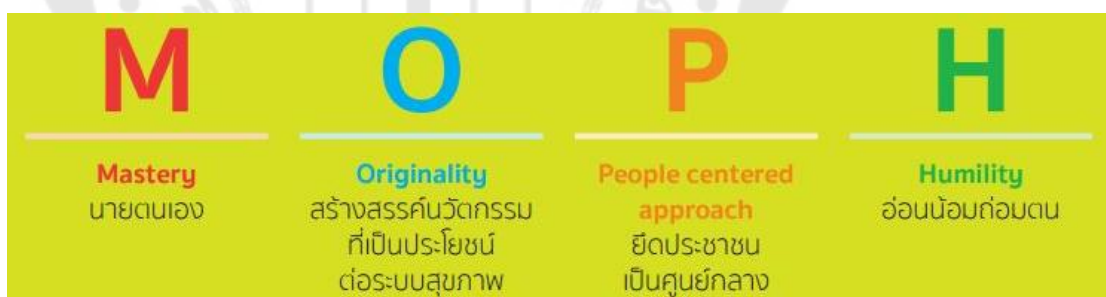 M
Mastery
นายตนเอง
O
Originality
สร้างสรรค์นวัตกรรม
ที่เป็นประโยชน์
ต่อระบบสุขภาพ
P
People centered
approach
ยึดประชาชน
เป็นศูนย์กลาง
H
Humility
อ่อนน้อมถ่อมตน